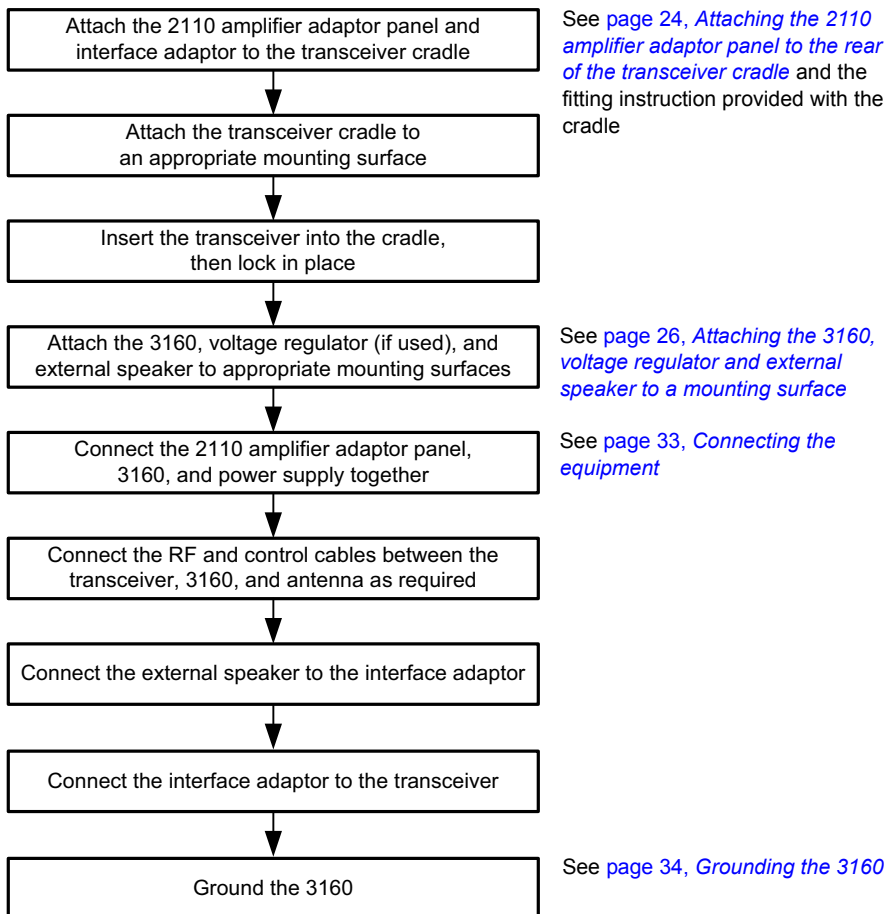 Attach the 2110 amplifier adaptor panel and
interface adaptor to the transceiver cradle
See page 24, Attaching the 2110
amplifier adaptor panel to the rear
of the transceiver cradle and the
fitting instruction provided with the
cradle
Attach the transceiver cradle to
an appropriate mounting surface
Insert the transceiver into the cradle,
then lock in place
Attach the 3160, voltage regulator (if used), and
external speaker to appropriate mounting surfaces
See page 26, Attaching the 3160,
voltage regulator and external
speaker to a mounting surface
Connect the 2110 amplifier adaptor panel,
3160, and power supply together
See page 33, Connecting the
equipment
Connect the RF and control cables between the
transceiver, 3160, and antenna as required
Connect the external speaker to the interface adaptor
Connect the interface adaptor to the transceiver
Ground the 3160
See page 34, Grounding the 3160